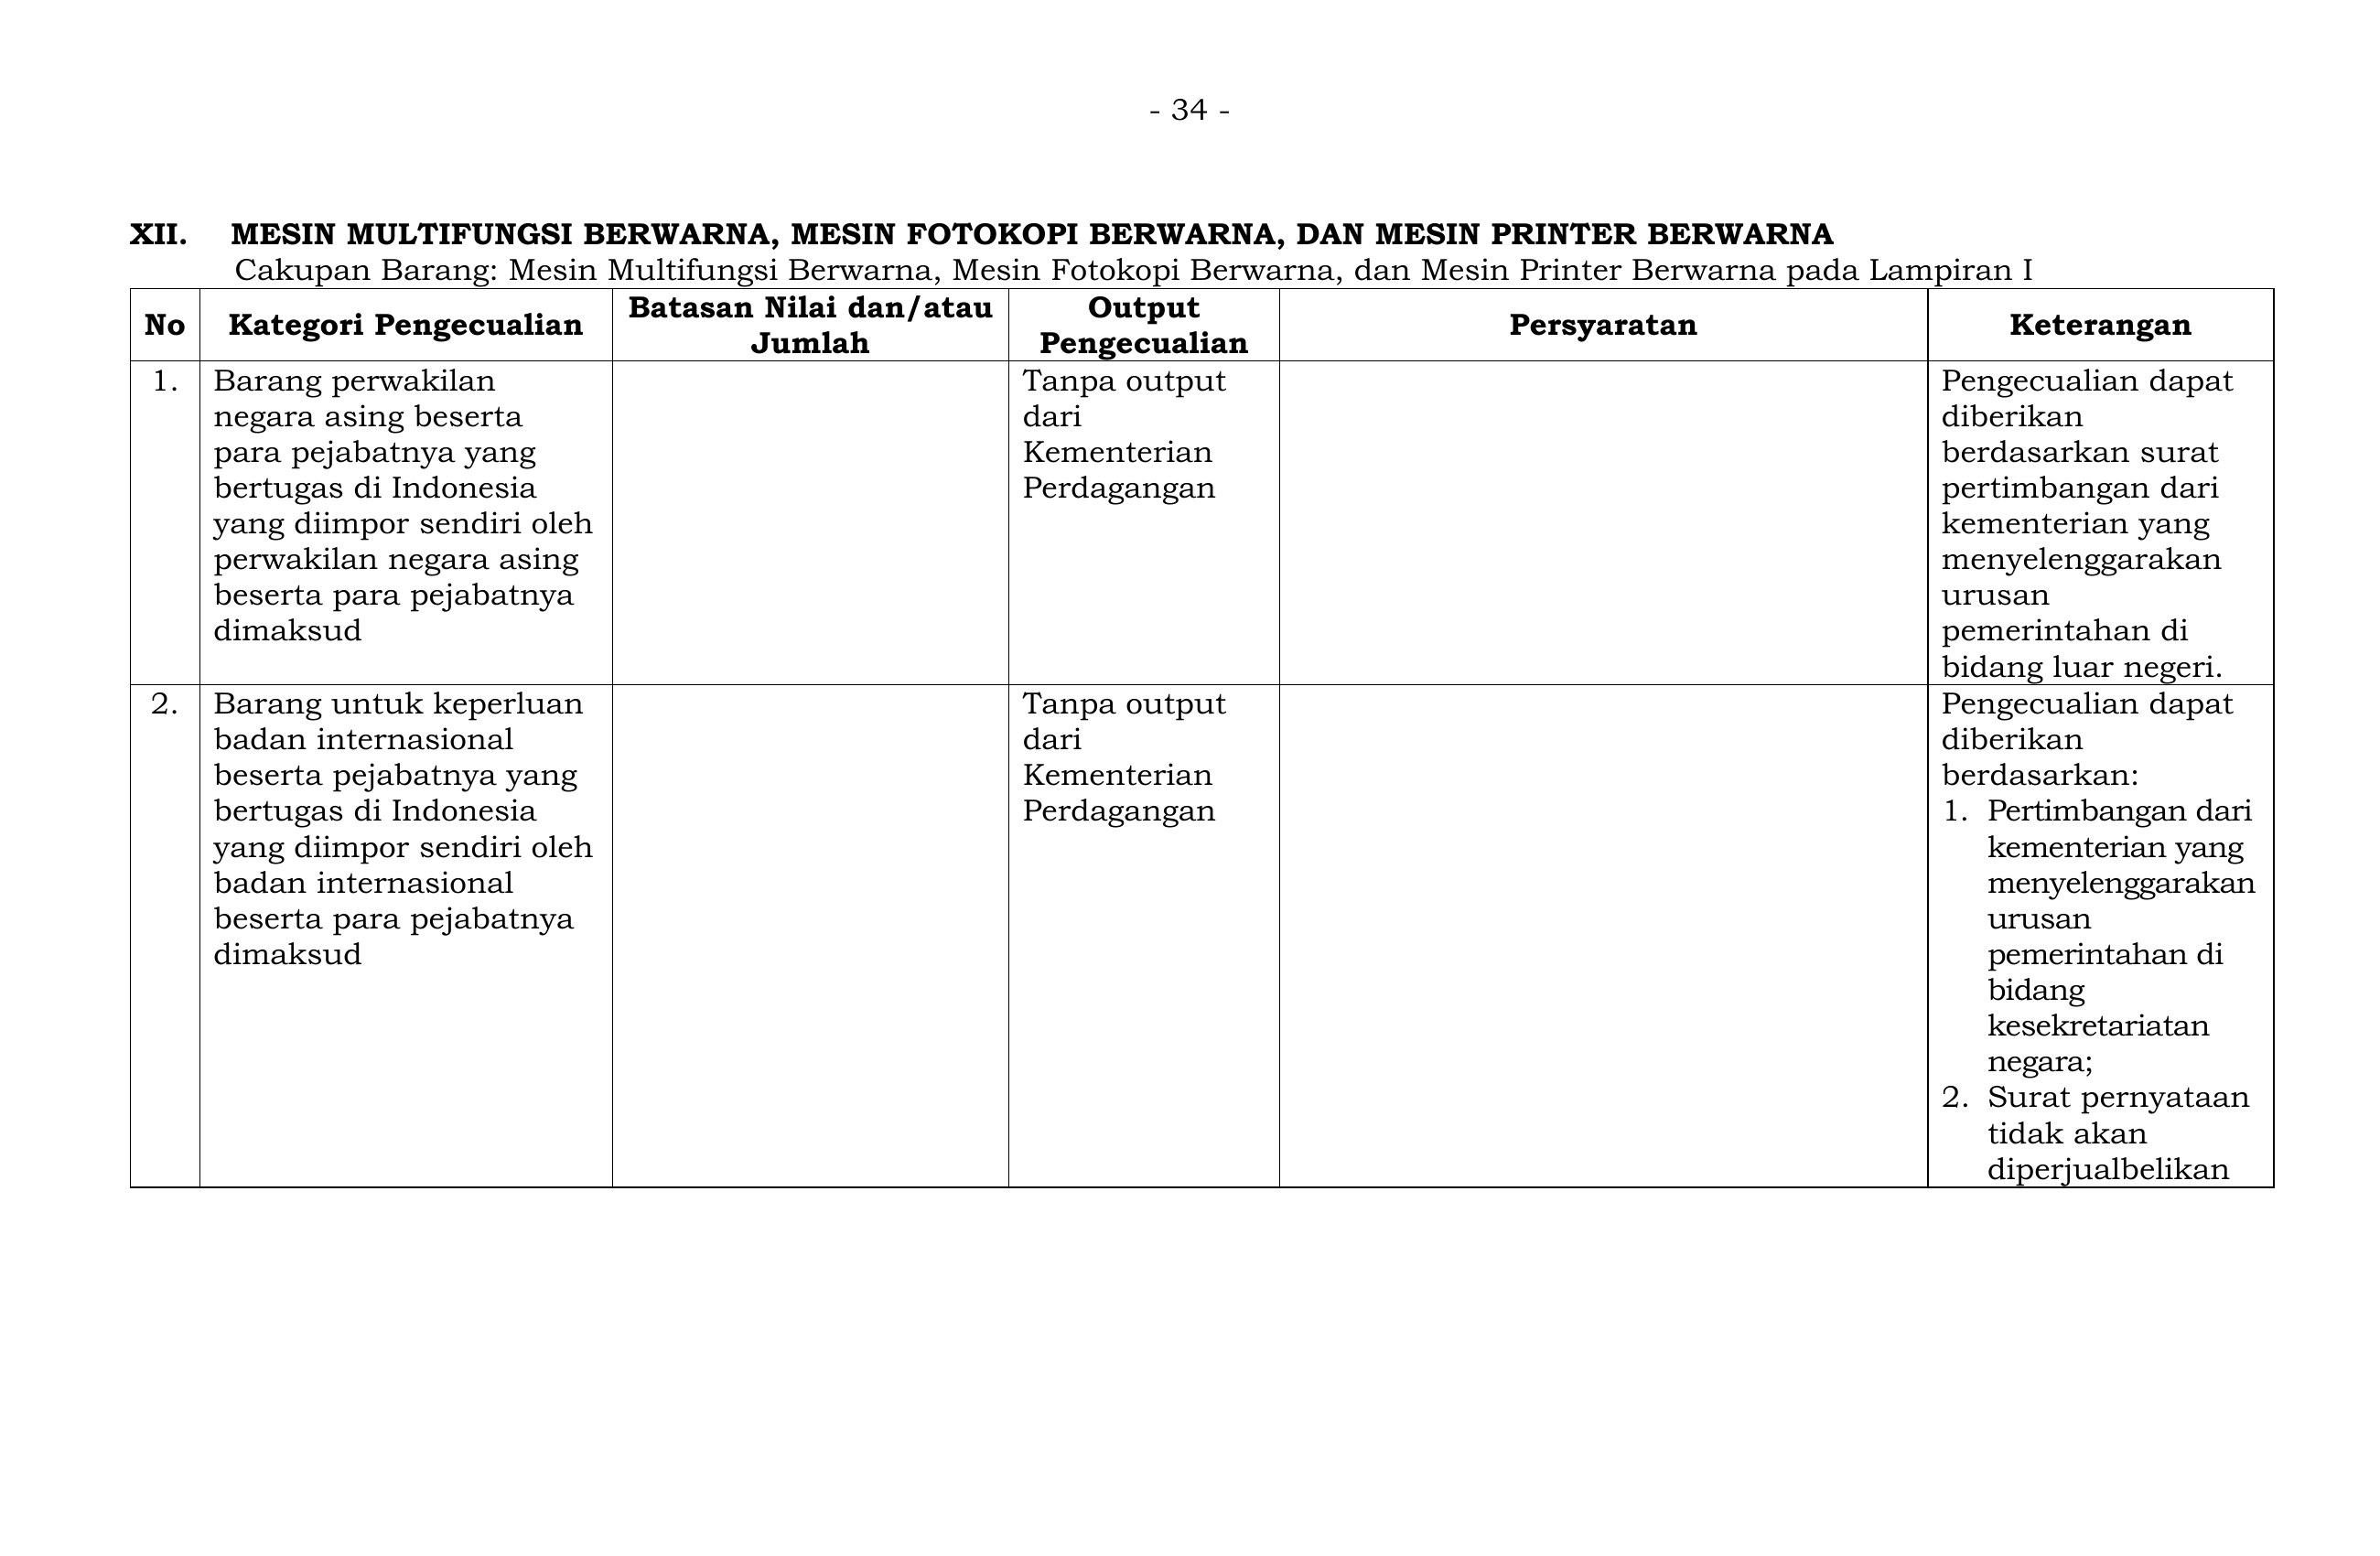 - 34 -
XII. MESIN MULTIFUNGSI BERWARNA, MESIN FOTOKOPI BERWARNA, DAN MESIN PRINTER BERWARNA
Cakupan Barang: Mesin Multifungsi Berwarna, Mesin Fotokopi Berwarna, dan Mesin Printer Berwarna pada Lampiran I
No
Kategori Pengecualian
Batasan Nilai dan/atau
Jumlah
Output
Pengecualian
Persyaratan
Keterangan
1.
Barang perwakilan
negara asing beserta
para pejabatnya yang
bertugas di Indonesia
yang diimpor sendiri oleh
perwakilan negara asing
beserta para pejabatnya
dimaksud
Tanpa output
dari
Kementerian
Perdagangan
Pengecualian dapat
diberikan
berdasarkan surat
pertimbangan dari
kementerian yang
menyelenggarakan
urusan
pemerintahan di
bidang luar negeri.
2.
Barang untuk keperluan
badan internasional
beserta pejabatnya yang
bertugas di Indonesia
yang diimpor sendiri oleh
badan internasional
beserta para pejabatnya
dimaksud
Tanpa output
dari
Kementerian
Perdagangan
Pengecualian dapat
diberikan
berdasarkan:
1. Pertimbangan dari
kementerian yang
menyelenggarakan
urusan
pemerintahan di
bidang
kesekretariatan
negara;
2. Surat pernyataan
tidak akan
diperjualbelikan